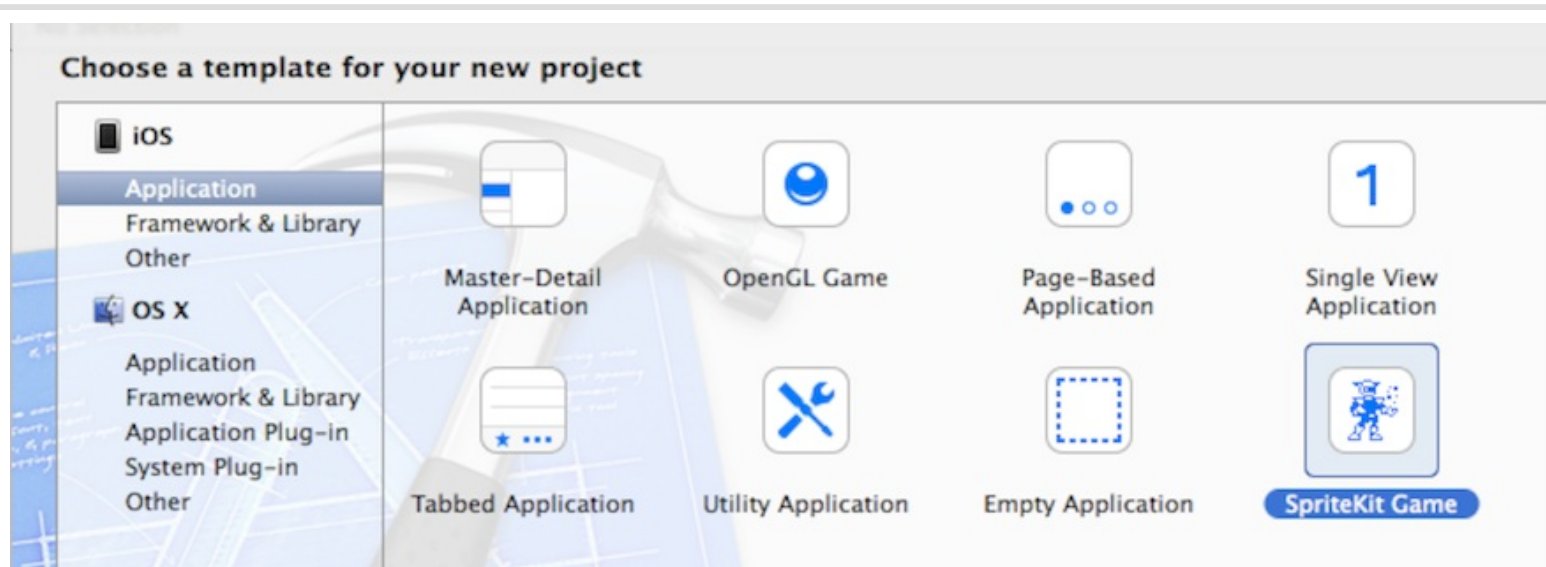 Choose a template for your new project
iOS
Application
Framework & Library
Other
OS X
Application
Framework & Library
Application Plug-in
System Plug-in
Other
Master-Detail
Application
OpenGL Game
Page-Based
Application
1
Single View
Application
Tabbed Application
Utility Application
Empty Application
SpriteKit Game